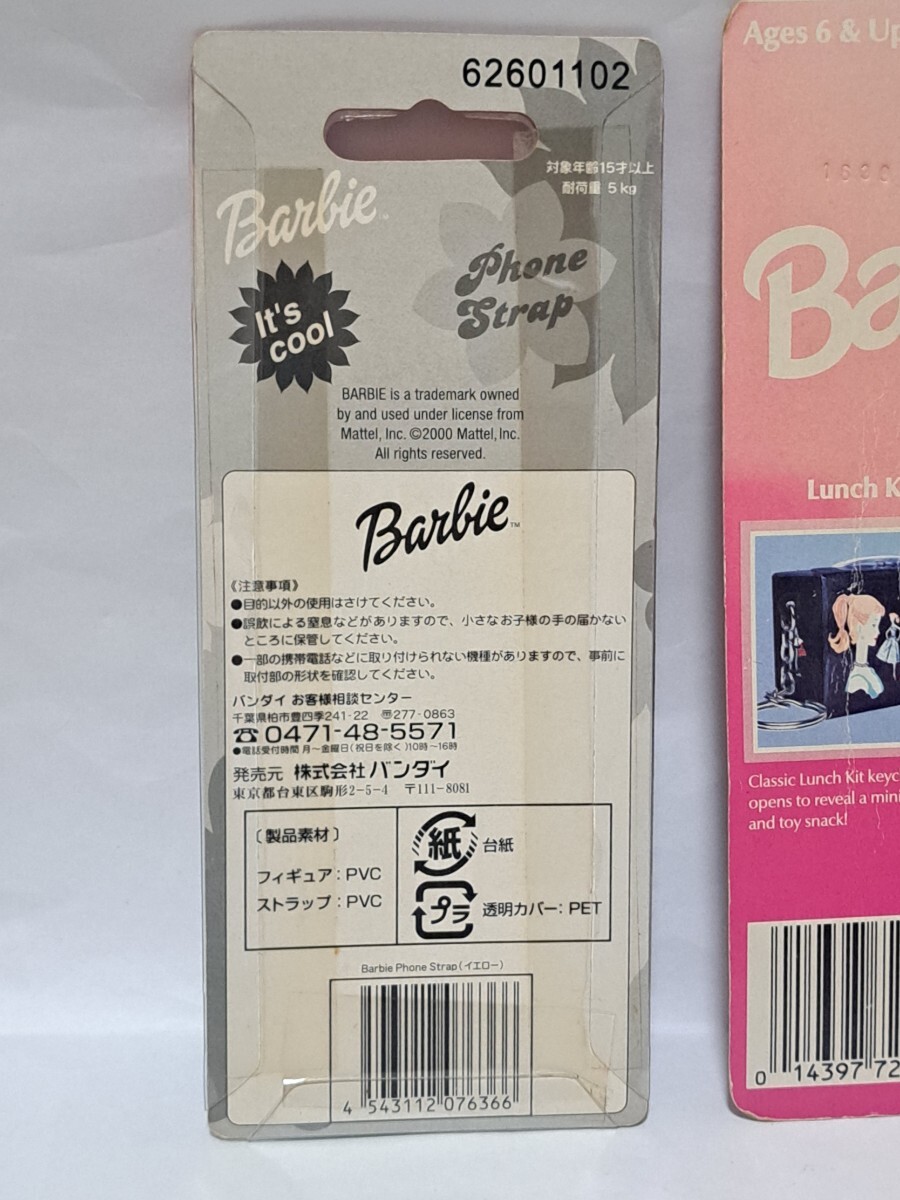 62601102
対象年齢15才以上
耐荷重 5kg
Barbie
Phone
Strap
It's
cool
BARBIE is a trademark owned
by and used under license from
Mattel, Inc. ©2000 Mattel, Inc.
All rights reserved.
Barbie™
《注意事項》
●目的以外の使用はさけてください。
●誤飲による窒息などがありますので、小さなお子様の手の届かない
ところに保管してください。
●一部の携帯電話などに取り付けられない機種がありますので、事前に
取付部の形状を確認してください。
バンダイ お客様相談センター
千葉県柏市豊四季241-22 〠277-0863
☎0471-48-5571
●電話受付時間 月〜金曜日(祝日を除く)10時〜16時
発売元 株式会社バンダイ
東京都台東区駒形2-5-4 〒111-8081
〔製品素材〕
フィギュア：PVC
ストラップ：PVC
紙 台紙
プラ 透明カバー：PET
Barbie Phone Strap(イエロー)
4 543112 076366
Ages 6 & Up
Ba
Lunch K
Classic Lunch Kit keyc
opens to reveal a mini
and toy snack!
0 14397 72